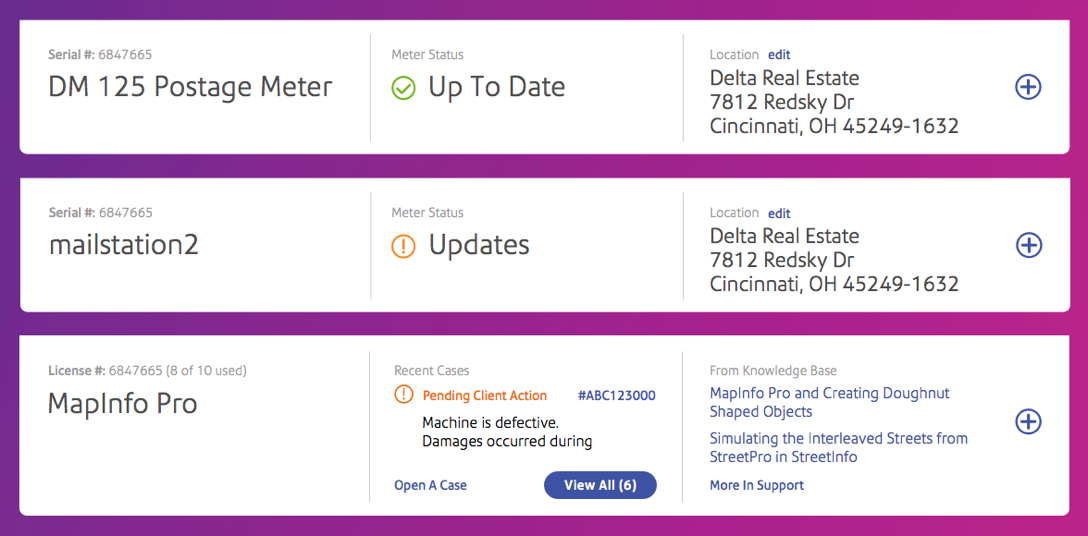 Serial #: 6847665
DM 125 Postage Meter
Meter Status
Up To Date
Location edit
Delta Real Estate
7812 Redsky Dr
Cincinnati, OH 45249-1632
Serial #: 6847665
mailstation2
Meter Status
Updates
Location edit
Delta Real Estate
7812 Redsky Dr
Cincinnati, OH 45249-1632
License #: 6847665 (8 of 10 used)
MapInfo Pro
Recent Cases
Pending Client Action #ABC123000
Machine is defective.
Damages occurred during
Open A Case View All (6)
From Knowledge Base
MapInfo Pro and Creating Doughnut
Shaped Objects
Simulating the Interleaved Streets from
StreetPro in StreetInfo
More In Support